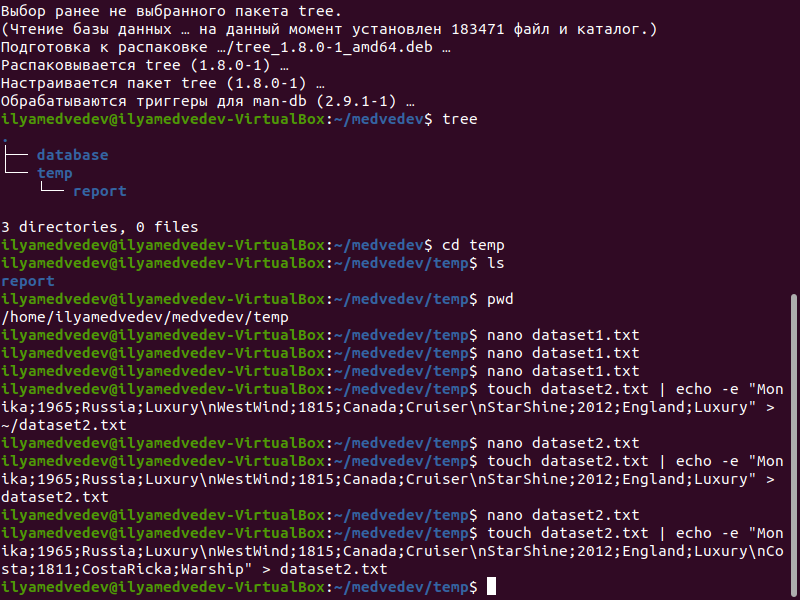 Выбор ранее не выбранного пакета tree.
(Чтение базы данных … на данный момент установлен 183471 файл и каталог.)
Подготовка к распаковке …/tree_1.8.0-1_amd64.deb …
Распаковывается tree (1.8.0-1) …
Настраивается пакет tree (1.8.0-1) …
Обрабатываются триггеры для man-db (2.9.1-1) …
ilyamedvedev@ilyamedvedev-VirtualBox:~/medvedev$ tree
.
├── database
└── temp
    └── report

3 directories, 0 files
ilyamedvedev@ilyamedvedev-VirtualBox:~/medvedev$ cd temp
ilyamedvedev@ilyamedvedev-VirtualBox:~/medvedev/temp$ ls
report
ilyamedvedev@ilyamedvedev-VirtualBox:~/medvedev/temp$ pwd
/home/ilyamedvedev/medvedev/temp
ilyamedvedev@ilyamedvedev-VirtualBox:~/medvedev/temp$ nano dataset1.txt
ilyamedvedev@ilyamedvedev-VirtualBox:~/medvedev/temp$ nano dataset1.txt
ilyamedvedev@ilyamedvedev-VirtualBox:~/medvedev/temp$ nano dataset1.txt
ilyamedvedev@ilyamedvedev-VirtualBox:~/medvedev/temp$ touch dataset2.txt | echo -e "Mon
ika;1965;Russia;Luxury\nWestWind;1815;Canada;Cruiser\nStarShine;2012;England;Luxury" >
~/dataset2.txt
ilyamedvedev@ilyamedvedev-VirtualBox:~/medvedev/temp$ nano dataset2.txt
ilyamedvedev@ilyamedvedev-VirtualBox:~/medvedev/temp$ touch dataset2.txt | echo -e "Mon
ika;1965;Russia;Luxury\nWestWind;1815;Canada;Cruiser\nStarShine;2012;England;Luxury" >
dataset2.txt
ilyamedvedev@ilyamedvedev-VirtualBox:~/medvedev/temp$ nano dataset2.txt
ilyamedvedev@ilyamedvedev-VirtualBox:~/medvedev/temp$ touch dataset2.txt | echo -e "Mon
ika;1965;Russia;Luxury\nWestWind;1815;Canada;Cruiser\nStarShine;2012;England;Luxury\nCo
sta;1811;CostaRicka;Warship" > dataset2.txt
ilyamedvedev@ilyamedvedev-VirtualBox:~/medvedev/temp$